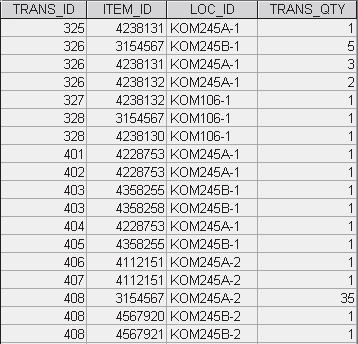 TRANS_ID ITEM_ID LOC_ID TRANS_QTY
325 4238131 KOM245A-1 1
326 3154567 KOM245B-1 5
326 4238131 KOM245A-1 3
326 4238132 KOM245A-1 2
327 4238132 KOM106-1 1
328 3154567 KOM106-1 1
328 4238130 KOM106-1 1
401 4228753 KOM245A-1 1
402 4228753 KOM245A-1 1
403 4358255 KOM245B-1 1
403 4358258 KOM245B-1 1
404 4228753 KOM245A-1 1
405 4358255 KOM245B-1 1
406 4112151 KOM245A-2 1
407 4112151 KOM245A-2 1
408 3154567 KOM245A-2 35
408 4567920 KOM245B-2 1
408 4567921 KOM245B-2 1